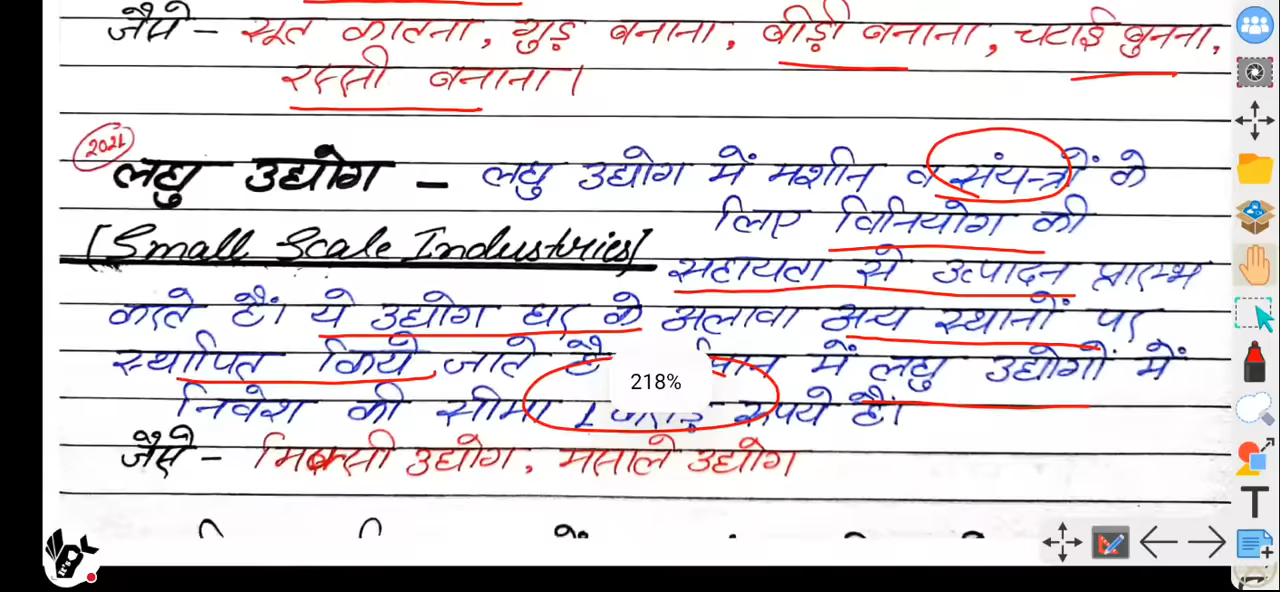 जैसे - सूत कातना, गुड़ बनाना, बीड़ी बनाना, चटाई बुनना,
रस्सी बनाना।
2021
लघु उद्योग - लघु उद्योग में मशीन व संयन्त्रों के
लिए विनियोग की
[Small Scale Industries]
सहायता से उत्पादन प्रारम्भ
करते हैं। ये उद्योग घर के अलावा अन्य स्थानों पर
स्थापित किये जाते है में लघु उद्योगों में
218%
निवेश की सीमा 1 रुपये है।
जैसे - मिक्सी उद्योग, मसाले उद्योग
T